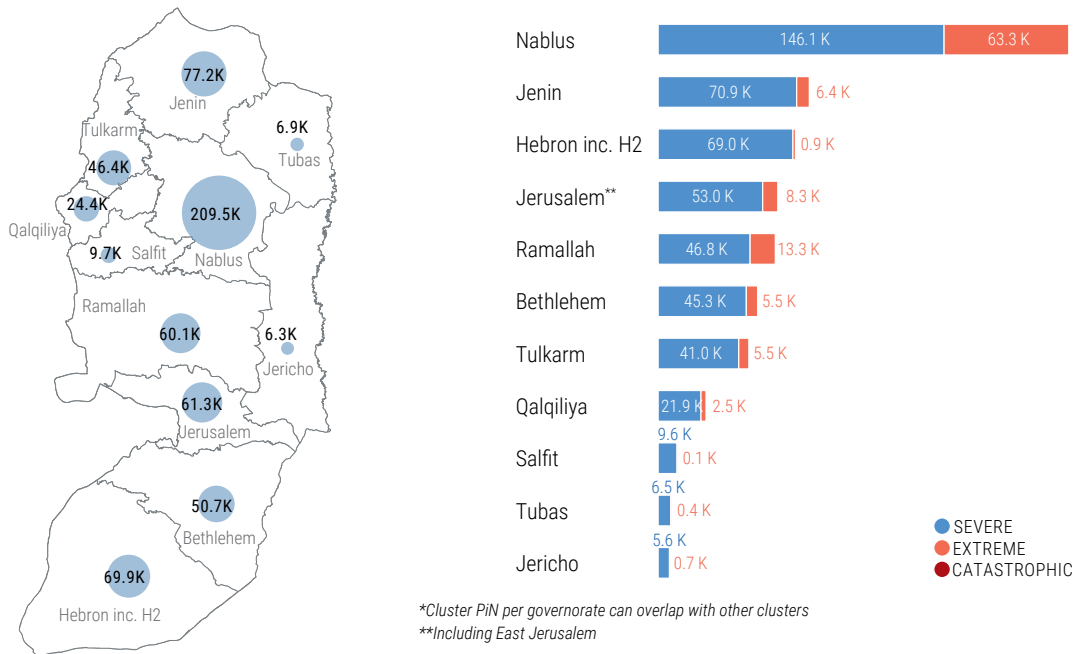 77.2K
Jenin
Tulkarm
6.9K
Tubas
46.4K
24.4K
Qalqiliya
209.5K
Nablus
9.7K
Salfit
Ramallah
60.1K
6.3K
Jericho
61.3K
Jerusalem
50.7K
Bethlehem
69.9K
Hebron inc. H2
Nablus 146.1 K 63.3 K
Jenin 70.9 K 6.4 K
Hebron inc. H2 69.0 K 0.9 K
Jerusalem** 53.0 K 8.3 K
Ramallah 46.8 K 13.3 K
Bethlehem 45.3 K 5.5 K
Tulkarm 41.0 K 5.5 K
Qalqiliya 21.9 K 2.5 K
Salfit 9.6 K 0.1 K
Tubas 6.5 K 0.4 K
Jericho 5.6 K 0.7 K
SEVERE
EXTREME
CATASTROPHIC
*Cluster PiN per governorate can overlap with other clusters
**Including East Jerusalem